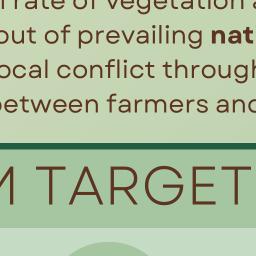 rate of vegetation
out of prevailing nat
ocal conflict through
between farmers and
M TARGET